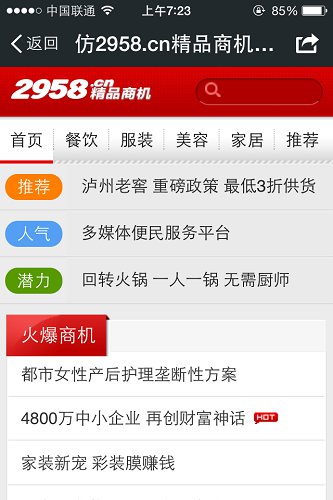 中国联通 上午7:23 85%
返回 仿2958.cn精品商机...
2958.cn精品商机
首页 餐饮 服装 美容 家居 推荐
推荐 泸州老窖 重磅政策 最低3折供货
人气 多媒体便民服务平台
潜力 回转火锅 一人一锅 无需厨师
火爆商机
都市女性产后护理垄断性方案
4800万中小企业 再创财富神话 HOT
家装新宠 彩装膜赚钱